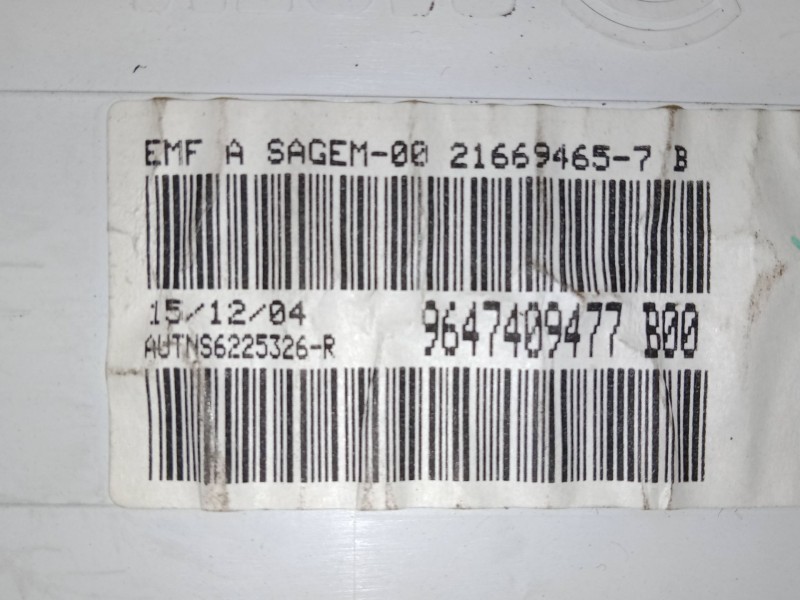 EMF A SAGEM-00 21669465-7 B
15/12/04
9647409477 B00
AUTNS6225326-R